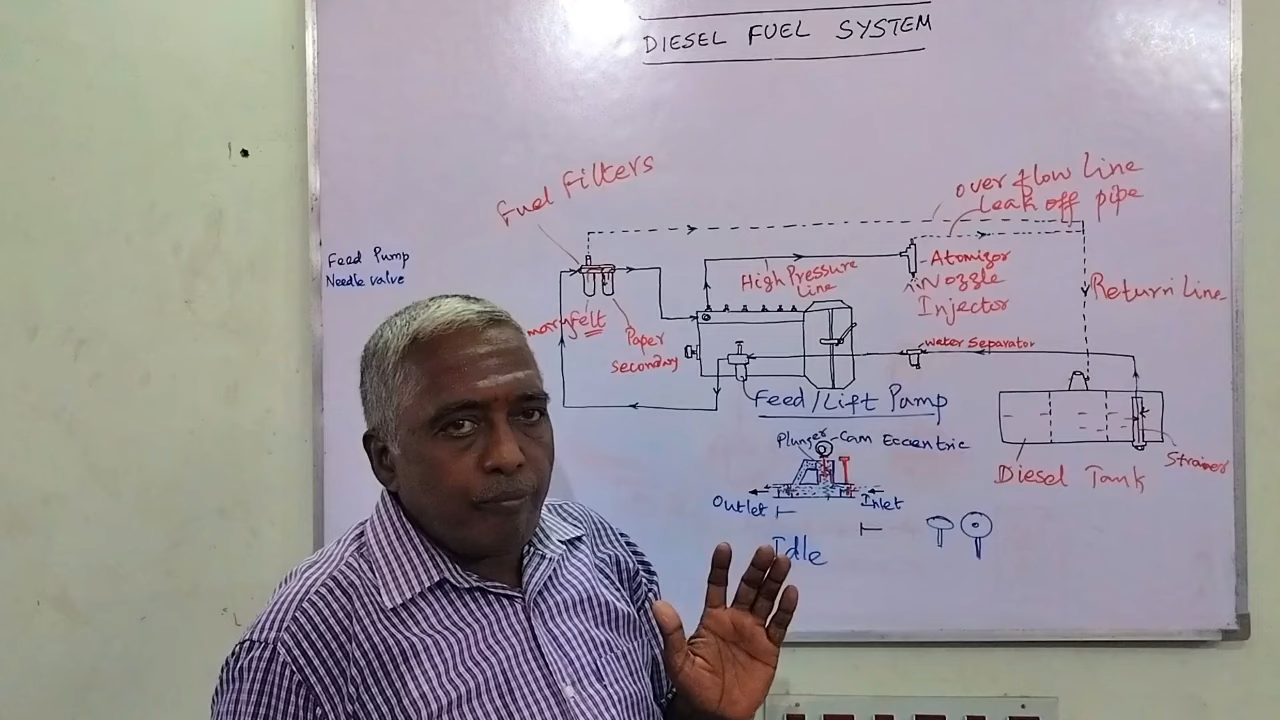 DIESEL FUEL SYSTEM
Fuel Filters
Over flow Line
Leak off pipe
Feed Pump
Needle valve
High Pressure
Line
Atomizor
Nozzle
Injector
Return Line
Felt
Paper
Secondary
water Separator
Feed/Lift Pump
Plunger
Cam Eccentric
Strainer
Diesel Tank
Outlet
Inlet
Idle